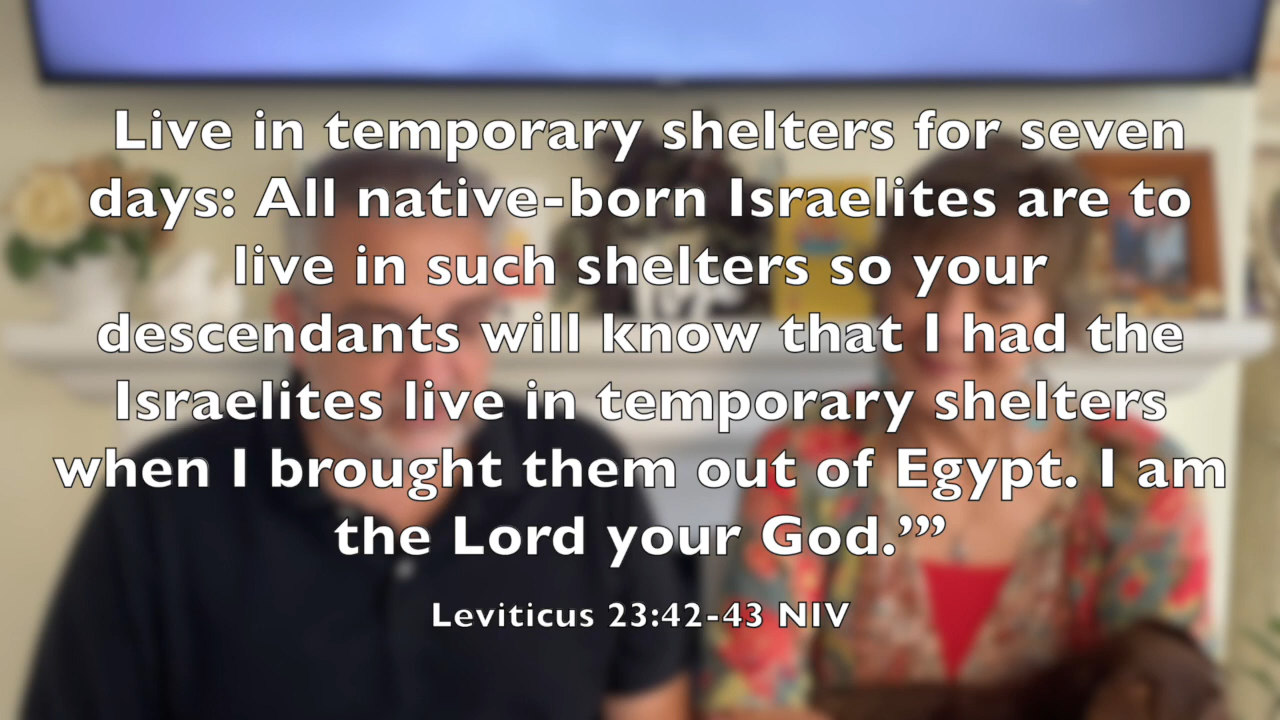 Live in temporary shelters for seven
days: All native-born Israelites are to
live in such shelters so your
descendants will know that I had the
Israelites live in temporary shelters
when I brought them out of Egypt. I am
the Lord your God.’”
Leviticus 23:42-43 NIV